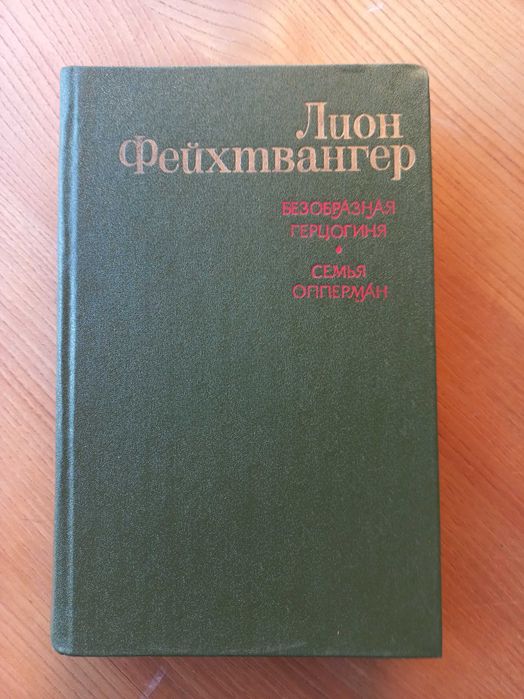 Лион
Фейхтвангер
БЕЗОБРАЗНАЯ
ГЕРЦОГИНЯ
•
СЕМЬЯ
ОППЕРМАН